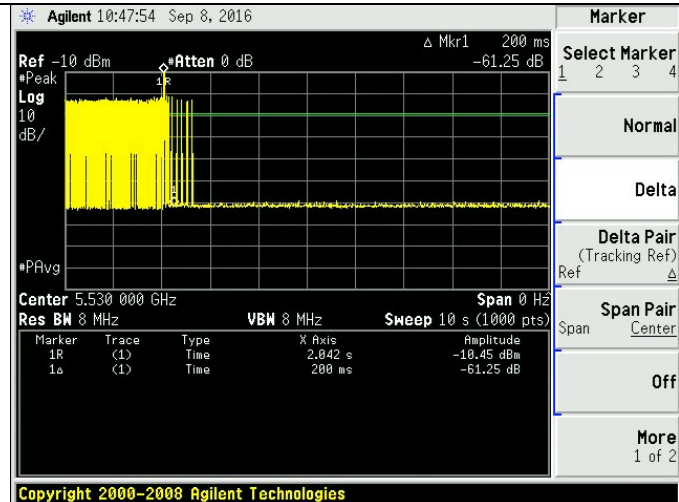 Agilent 10:47:54 Sep 8, 2016
Marker
Δ Mkr1 200 ms
Ref -10 dBm #Atten 0 dB -61.25 dB
#Peak
Log
10
dB/
1R
1
#PAvg
Center 5.530 000 GHz Span 0 Hz
Res BW 8 MHz VBW 8 MHz Sweep 10 s (1000 pts)
Marker Trace Type X Axis Amplitude
1R (1) Time 2.042 s -10.45 dBm
1Δ (1) Time 200 ms -61.25 dB
Select Marker
1 2 3 4
Normal
Delta
Delta Pair
(Tracking Ref)
Ref Δ
Span Pair
Span Center
Off
More
1 of 2
Copyright 2000-2008 Agilent Technologies